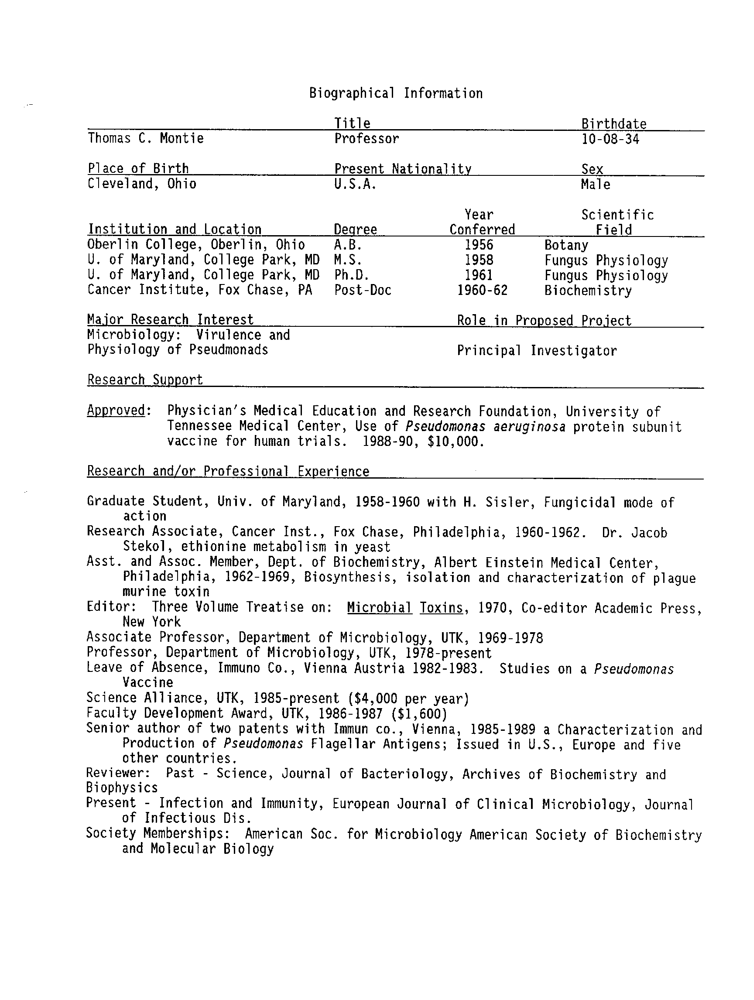 Biographical Information
Title Birthdate
Thomas C. Montie Professor 10-08-34
Place of Birth Present Nationality Sex
Cleveland, Ohio U.S.A. Male
Year Scientific
Institution and Location Degree Conferred Field
Oberlin College, Oberlin, Ohio A.B. 1956 Botany
U. of Maryland, College Park, MD M.S. 1958 Fungus Physiology
U. of Maryland, College Park, MD Ph.D. 1961 Fungus Physiology
Cancer Institute, Fox Chase, PA Post-Doc 1960-62 Biochemistry
Major Research Interest Role in Proposed Project
Microbiology: Virulence and
Physiology of Pseudmonads Principal Investigator
Research Support
Approved: Physician's Medical Education and Research Foundation, University of
Tennessee Medical Center, Use of Pseudomonas aeruginosa protein subunit
vaccine for human trials. 1988-90, $10,000.
Research and/or Professional Experience
Graduate Student, Univ. of Maryland, 1958-1960 with H. Sisler, Fungicidal mode of
action
Research Associate, Cancer Inst., Fox Chase, Philadelphia, 1960-1962. Dr. Jacob
Stekol, ethionine metabolism in yeast
Asst. and Assoc. Member, Dept. of Biochemistry, Albert Einstein Medical Center,
Philadelphia, 1962-1969, Biosynthesis, isolation and characterization of plague
murine toxin
Editor: Three Volume Treatise on: Microbial Toxins, 1970, Co-editor Academic Press,
New York
Associate Professor, Department of Microbiology, UTK, 1969-1978
Professor, Department of Microbiology, UTK, 1978-present
Leave of Absence, Immuno Co., Vienna Austria 1982-1983. Studies on a Pseudomonas
Vaccine
Science Alliance, UTK, 1985-present ($4,000 per year)
Faculty Development Award, UTK, 1986-1987 ($1,600)
Senior author of two patents with Immun co., Vienna, 1985-1989 a Characterization and
Production of Pseudomonas Flagellar Antigens; Issued in U.S., Europe and five
other countries.
Reviewer: Past - Science, Journal of Bacteriology, Archives of Biochemistry and
Biophysics
Present - Infection and Immunity, European Journal of Clinical Microbiology, Journal
of Infectious Dis.
Society Memberships: American Soc. for Microbiology American Society of Biochemistry
and Molecular Biology